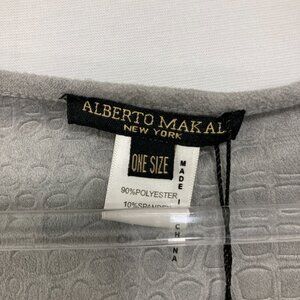 ALBERTO MAKALI
NEW YORK
ONE SIZE
90%POLYESTER
10%SPANDEX
MADE IN CHINA